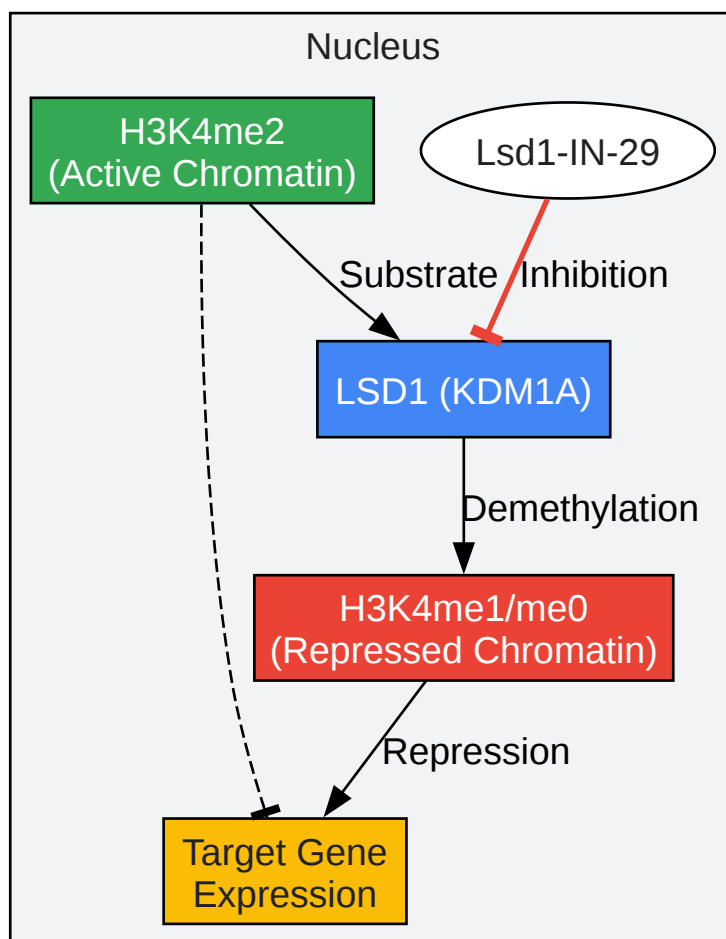 Nucleus
H3K4me2
(Active Chromatin)
Lsd1-IN-29
Substrate
Inhibition
LSD1 (KDM1A)
Demethylation
H3K4me1/me0
(Repressed Chromatin)
Repression
Target Gene
Expression